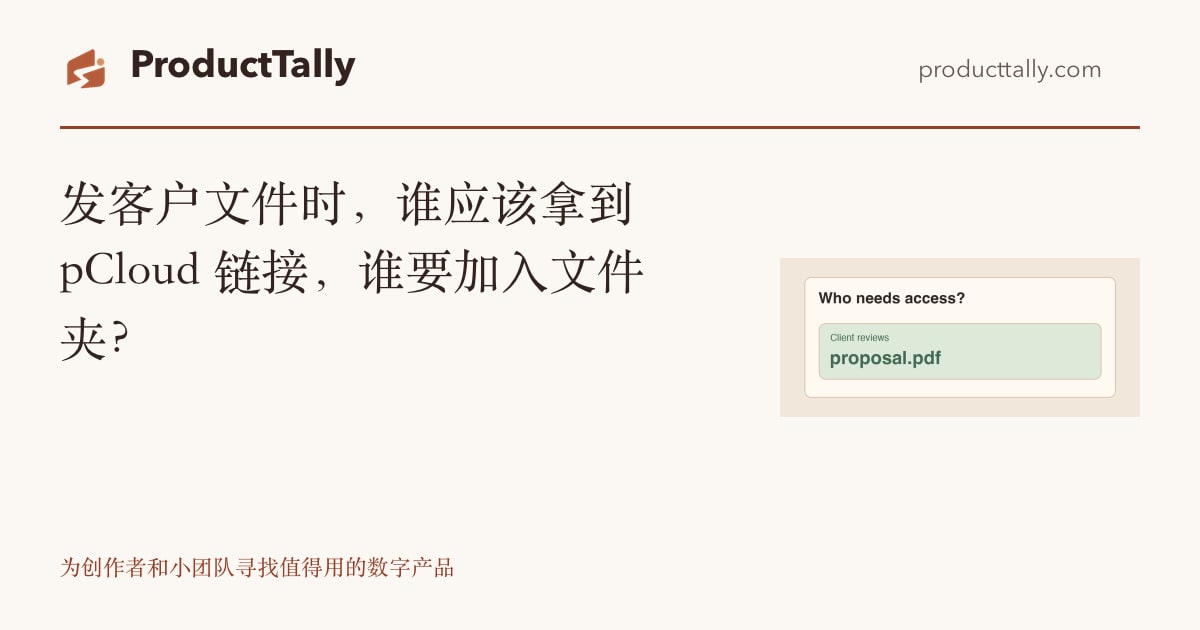 ProductTally
producttally.com
发客户文件时，谁应该拿到
pCloud 链接，谁要加入文件
夹？
Who needs access?
Client reviews
proposal.pdf
为创作者和小团队寻找值得用的数字产品